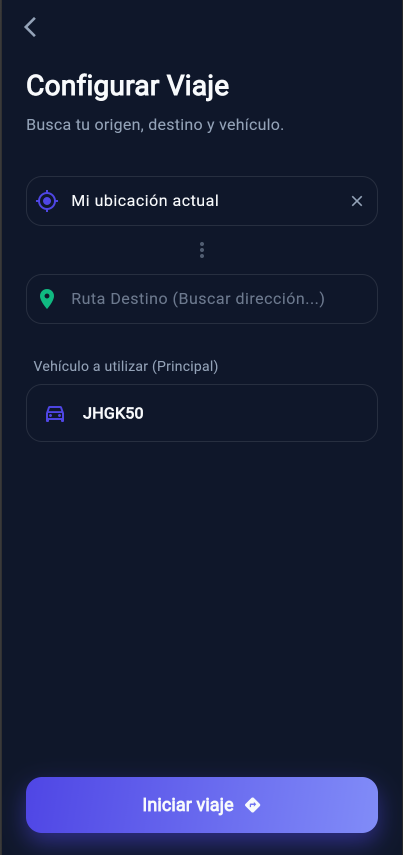 Configurar Viaje
Busca tu origen, destino y vehículo.
Mi ubicación actual
Ruta Destino (Buscar dirección...)
Vehículo a utilizar (Principal)
JHGK50
Iniciar viaje